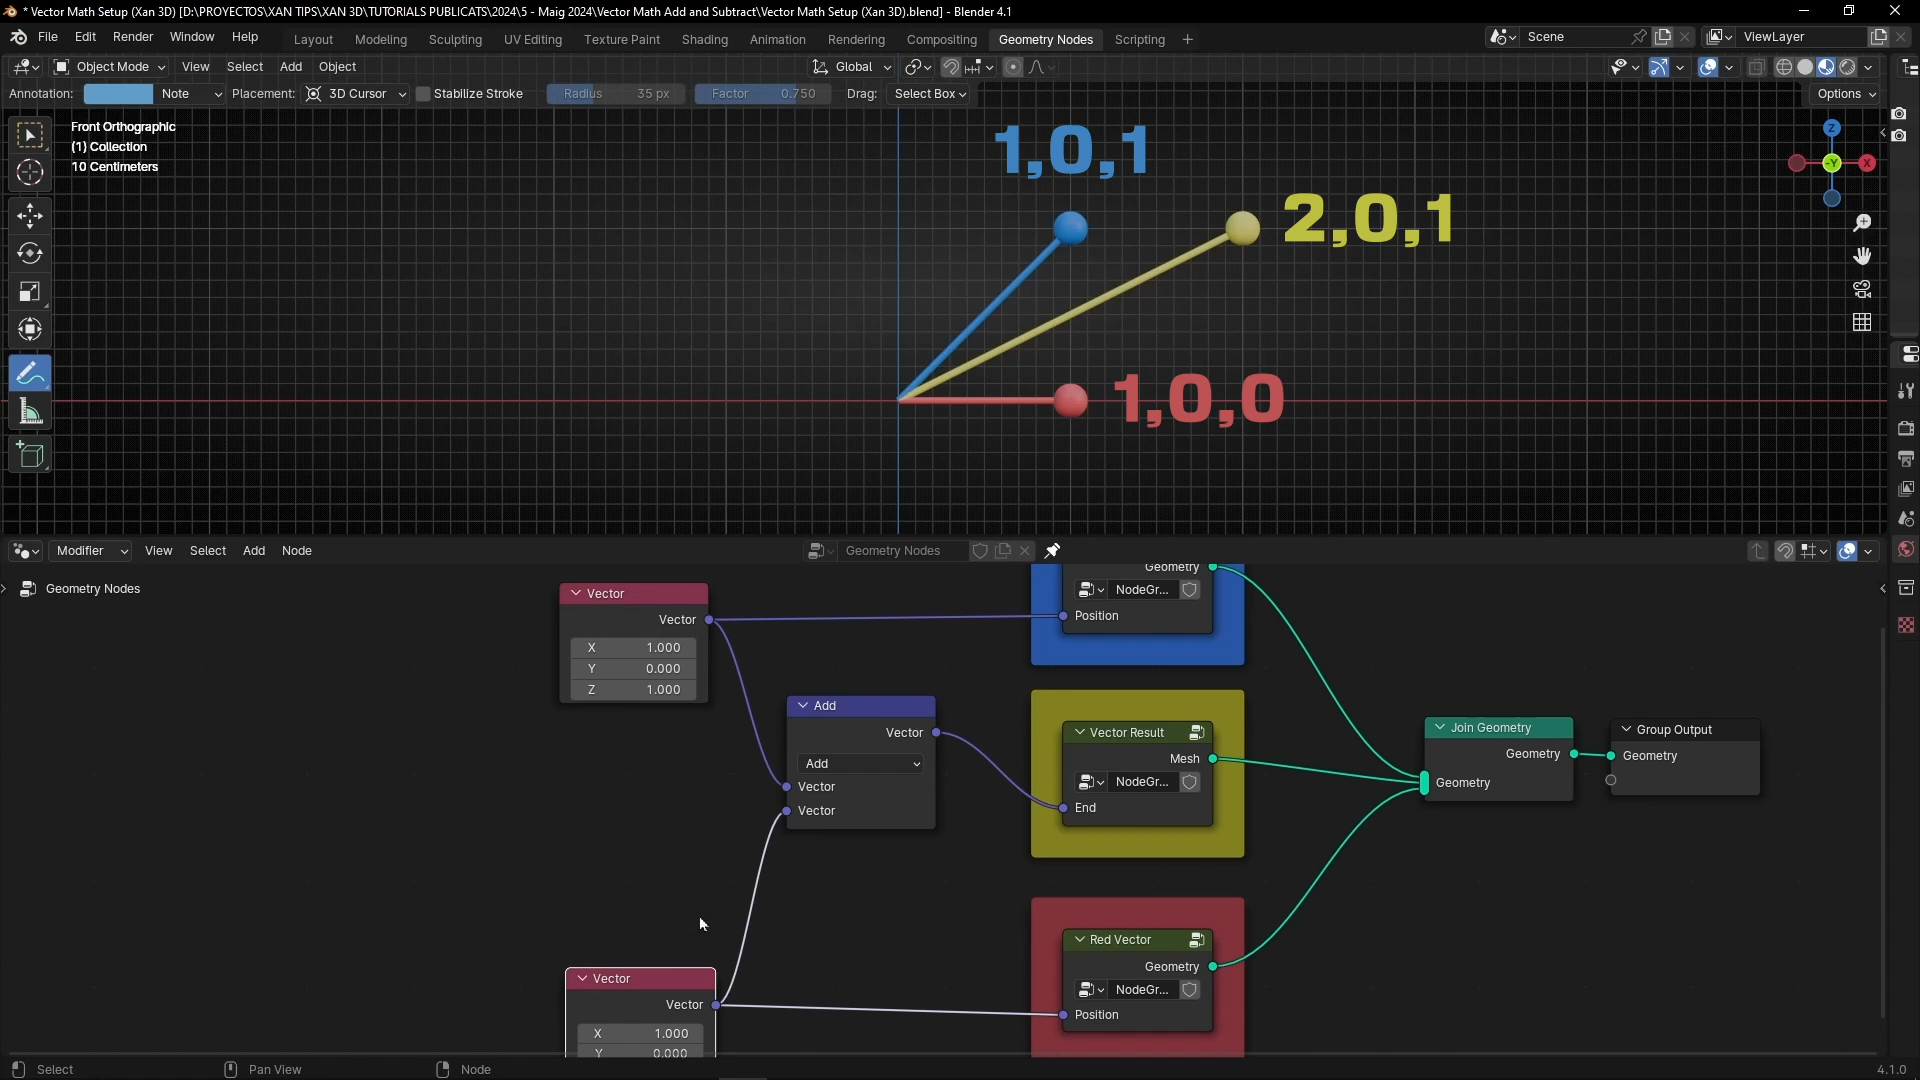 * Vector Math Setup (Xan 3D) [D:\PROYECTOS\XAN TIPS\XAN 3D\TUTORIALS PUBLICATS\2024\5 - Maig 2024\Vector Math Add and Subtract\Vector Math Setup (Xan 3D).blend] - Blender 4.1
File Edit Render Window Help Layout Modeling Sculpting UV Editing Texture Paint Shading Animation Rendering Compositing Geometry Nodes Scripting + Scene ViewLayer
Object Mode View Select Add Object Global
Annotation: Note Placement: 3D Cursor Stabilize Stroke Radius 35 px Factor 0.750 Drag: Select Box Options
Front Orthographic
(1) Collection
10 Centimeters
Z
-Y X
1,0,1
2,0,1
1,0,0
Modifier View Select Add Node Geometry Nodes
Geometry Nodes
Vector
Vector
X 1.000
Y 0.000
Z 1.000
Add
Vector
Add
Vector
Vector
Vector
Vector
X 1.000
Y 0.000
Geometry
NodeGr...
Position
Vector Result
Mesh
NodeGr...
End
Red Vector
Geometry
NodeGr...
Position
Join Geometry
Geometry
Geometry
Group Output
Geometry
Select Pan View Node 4.1.0